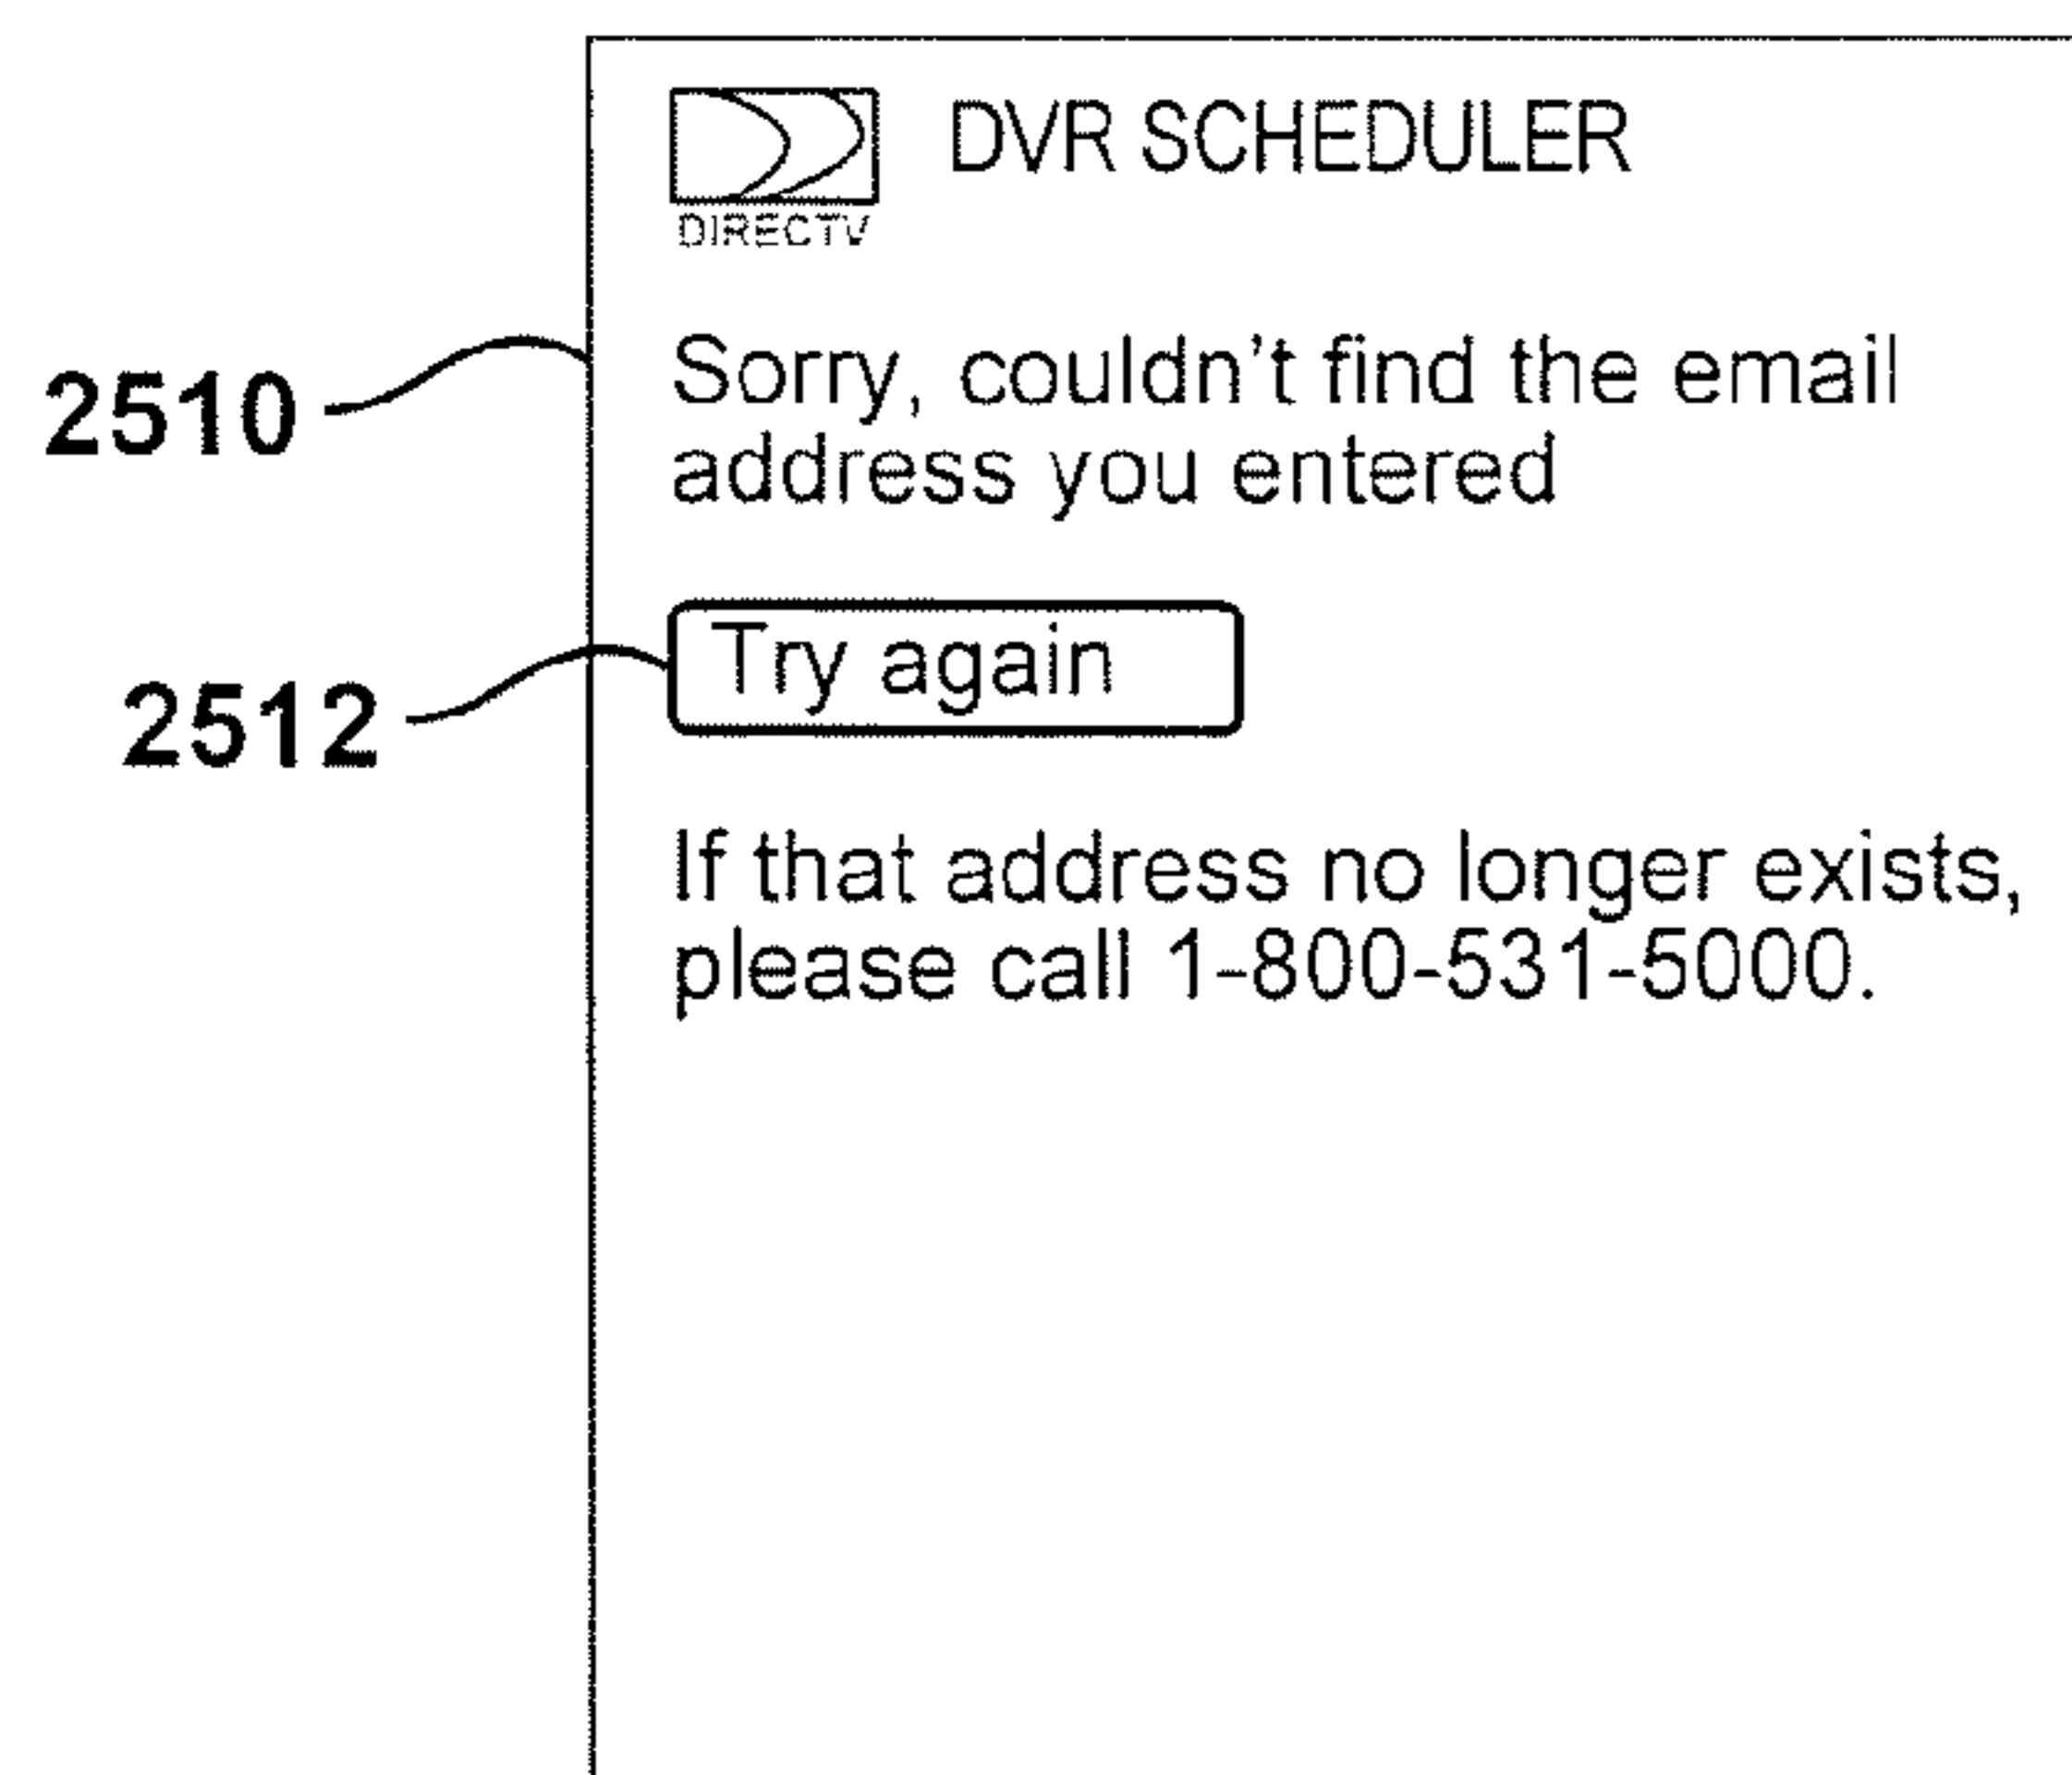 DVR SCHEDULER
DIRECTV
2510
Sorry, couldn't find the email
address you entered
2512
Try again
If that address no longer exists,
please call 1-800-531-5000.